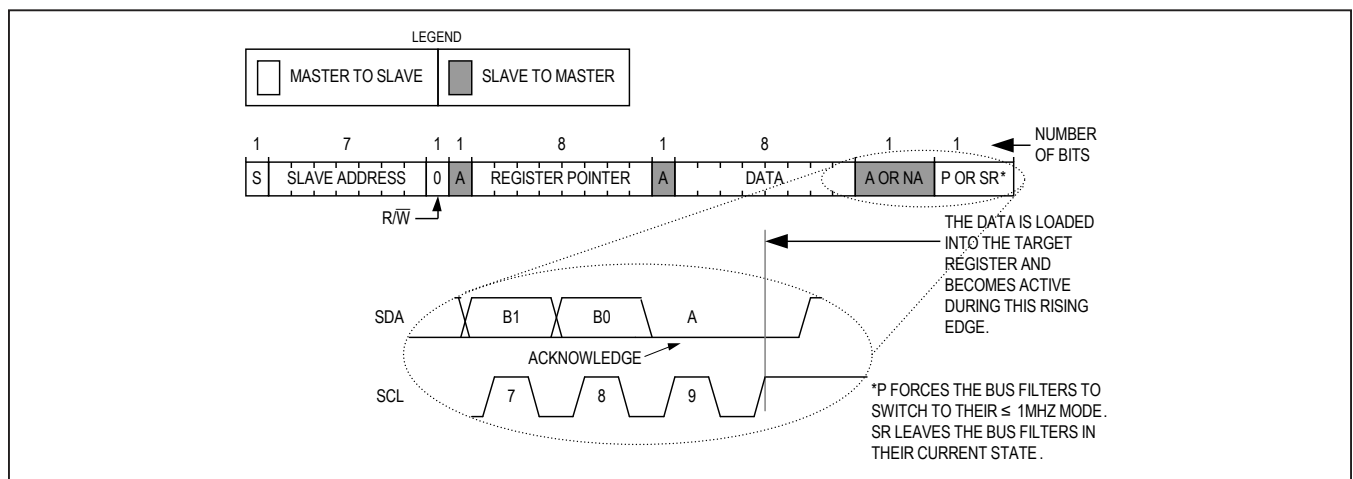 LEGEND
MASTER TO SLAVE SLAVE TO MASTER
1 7 1 1 8 1 8 1 1 NUMBER
OF BITS
S SLAVE ADDRESS 0 A REGISTER POINTER A DATA A OR NA P OR SR*
R/W̅
THE DATA IS LOADED
INTO THE TARGET
REGISTER AND
BECOMES ACTIVE
DURING THIS RISING
EDGE.
SDA B1 B0 A
ACKNOWLEDGE
SCL 7 8 9
*P FORCES THE BUS FILTERS TO
SWITCH TO THEIR ≤ 1MHZ MODE.
SR LEAVES THE BUS FILTERS IN
THEIR CURRENT STATE.